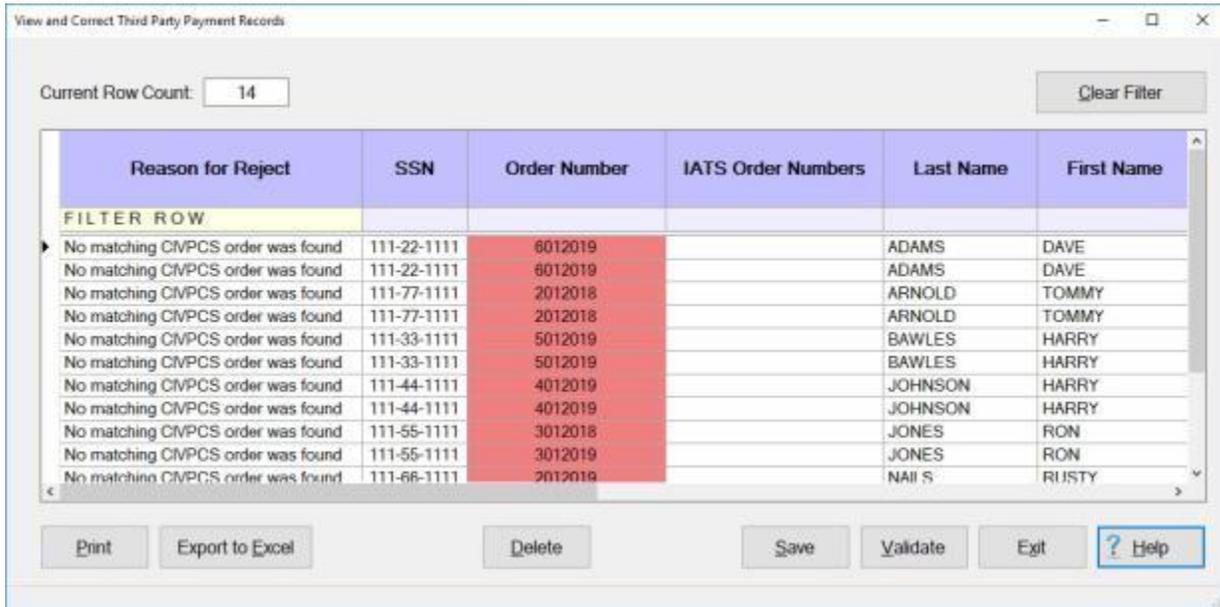 View and Correct Third Party Payment Records
Current Row Count: 14 Clear Filter
Reason for Reject SSN Order Number IATS Order Numbers Last Name First Name
FILTER ROW
No matching CIVPCS order was found 111-22-1111 6012019 ADAMS DAVE
No matching CIVPCS order was found 111-22-1111 6012019 ADAMS DAVE
No matching CIVPCS order was found 111-77-1111 2012018 ARNOLD TOMMY
No matching CIVPCS order was found 111-77-1111 2012018 ARNOLD TOMMY
No matching CIVPCS order was found 111-33-1111 5012019 BAWLES HARRY
No matching CIVPCS order was found 111-33-1111 5012019 BAWLES HARRY
No matching CIVPCS order was found 111-44-1111 4012019 JOHNSON HARRY
No matching CIVPCS order was found 111-44-1111 4012019 JOHNSON HARRY
No matching CIVPCS order was found 111-55-1111 3012018 JONES RON
No matching CIVPCS order was found 111-55-1111 3012019 JONES RON
No matching CIVPCS order was found 111-66-1111 2012019 NAILS RUSTY
Print Export to Excel Delete Save Validate Exit ? Help